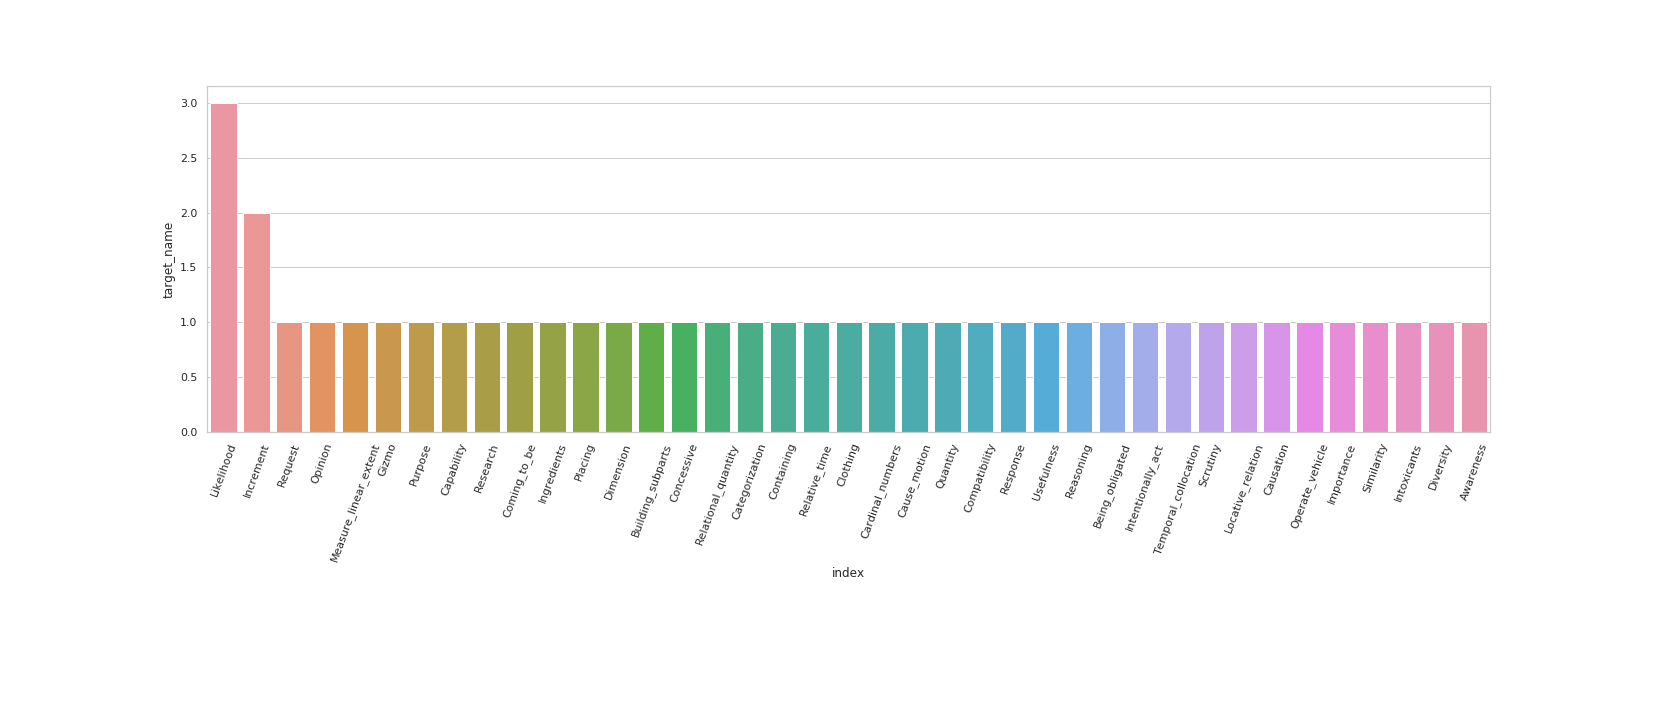 3.0
2.5
2.0
1.5
1.0
0.5
0.0
target_name
Likelihood
Increment
Request
Opinion
Measure_linear_extent
Gizmo
Purpose
Capability
Research
Coming_to_be
Ingredients
Placing
Dimension
Building_subparts
Concessive
Relational_quantity
Categorization
Containing
Relative_time
Clothing
Cardinal_numbers
Cause_motion
Quantity
Compatibility
Response
Usefulness
Reasoning
Being_obligated
Intentionally_act
Temporal_collocation
Scrutiny
Locative_relation
Causation
Operate_vehicle
Importance
Similarity
Intoxicants
Diversity
Awareness
index